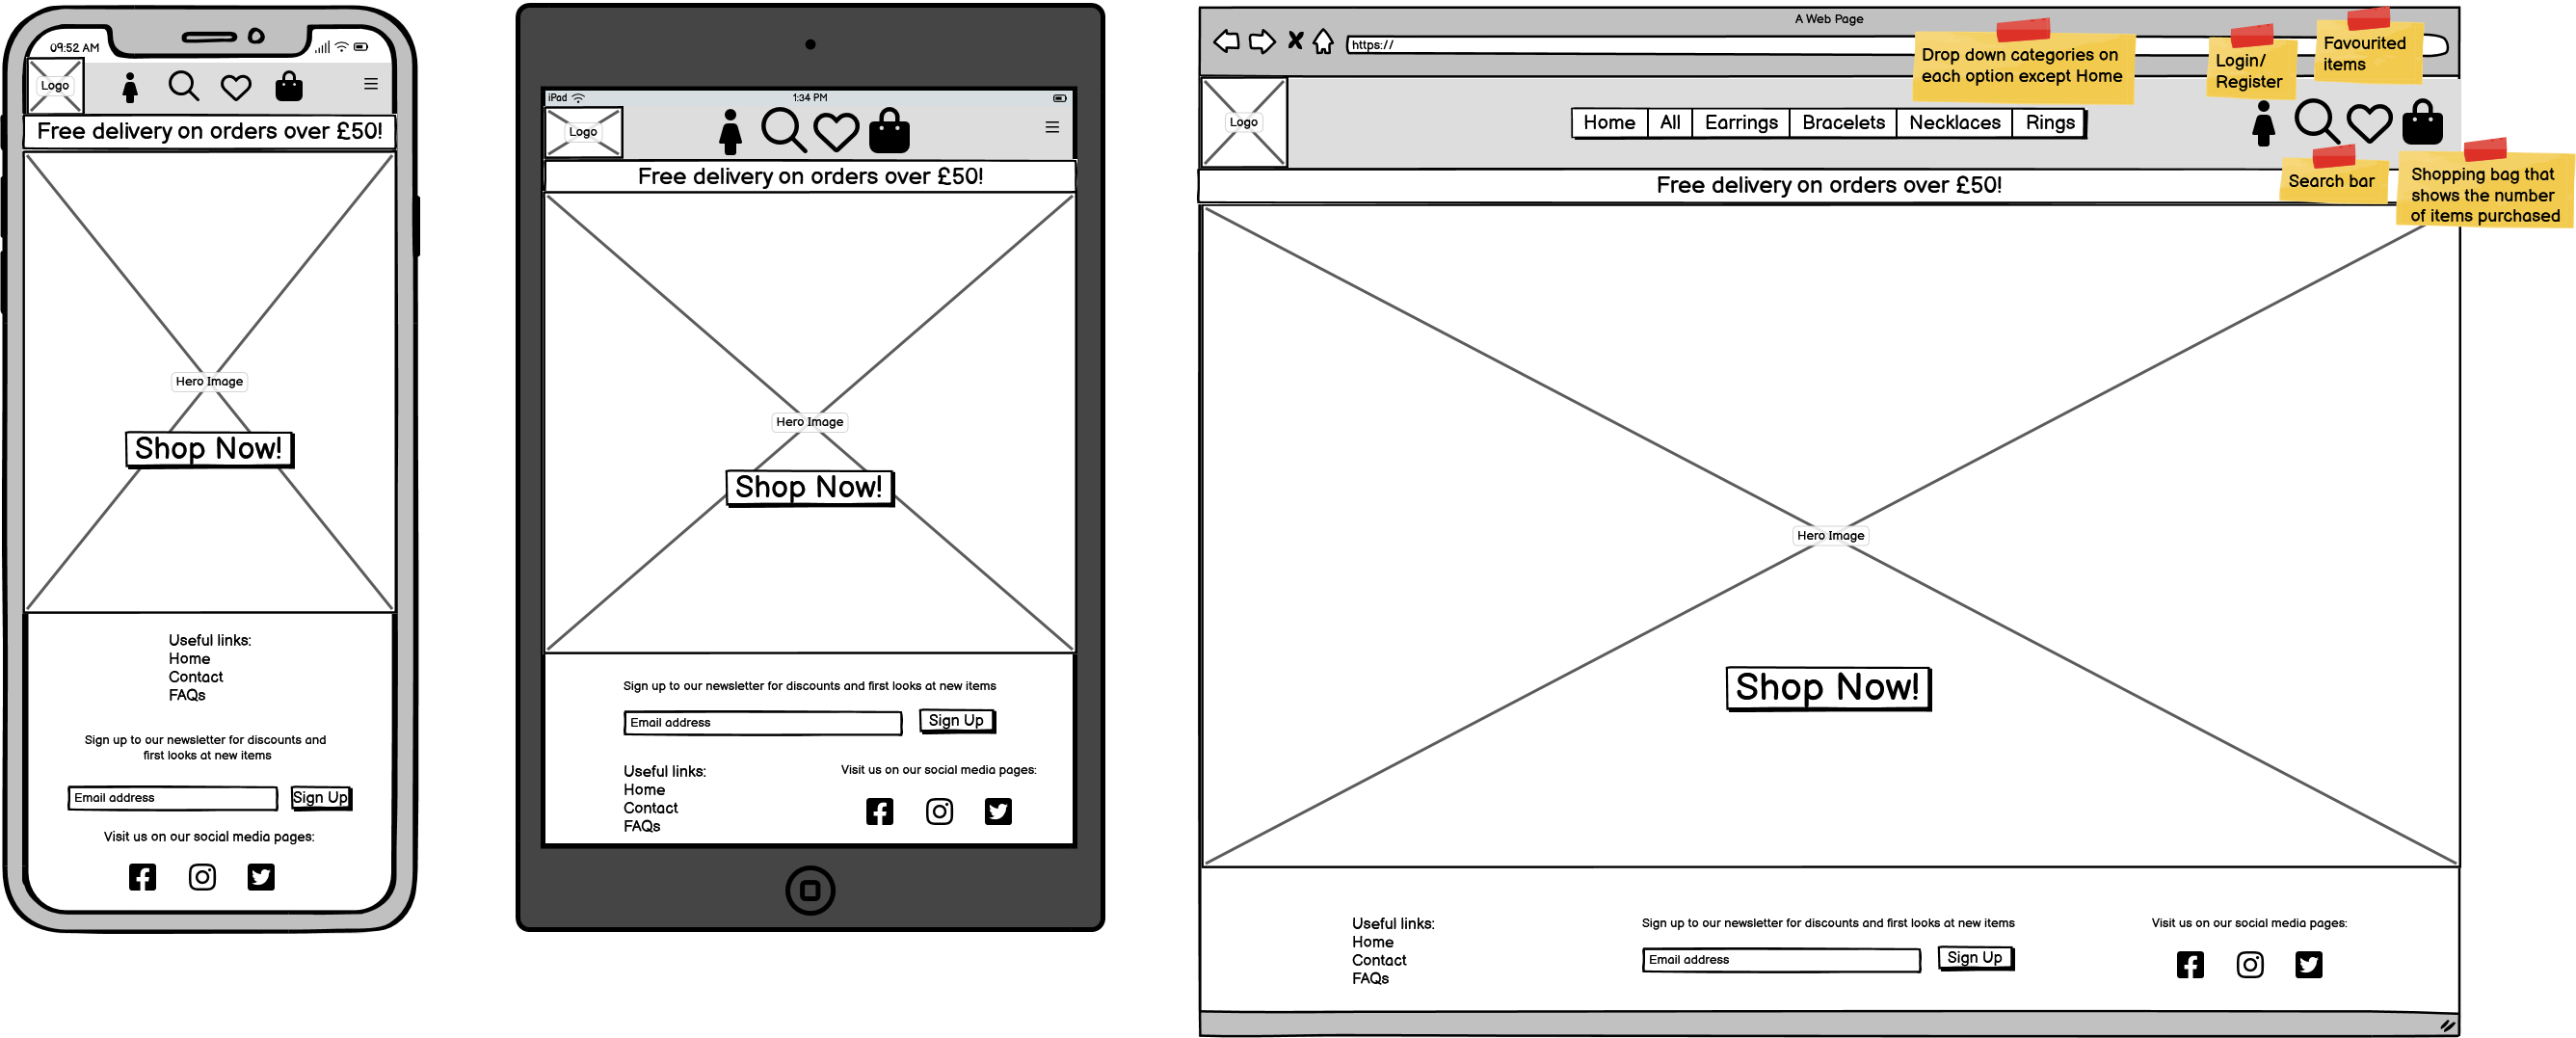 09:52 AM
Logo
Free delivery on orders over £50!
Hero Image
Shop Now!
Useful links:
Home
Contact
FAQs
Sign up to our newsletter for discounts and
first looks at new items
Email address
Sign Up
Visit us on our social media pages:
iPad
1:34 PM
Logo
Free delivery on orders over £50!
Hero Image
Shop Now!
Sign up to our newsletter for discounts and first looks at new items
Email address
Sign Up
Useful links:
Home
Contact
FAQs
Visit us on our social media pages:
A Web Page
https://
Drop down categories on
each option except Home
Login/
Register
Favourited
items
Logo
Home
All
Earrings
Bracelets
Necklaces
Rings
Search bar
Shopping bag that
shows the number
of items purchased
Free delivery on orders over £50!
Hero Image
Shop Now!
Useful links:
Home
Contact
FAQs
Sign up to our newsletter for discounts and first looks at new items
Email address
Sign Up
Visit us on our social media pages: